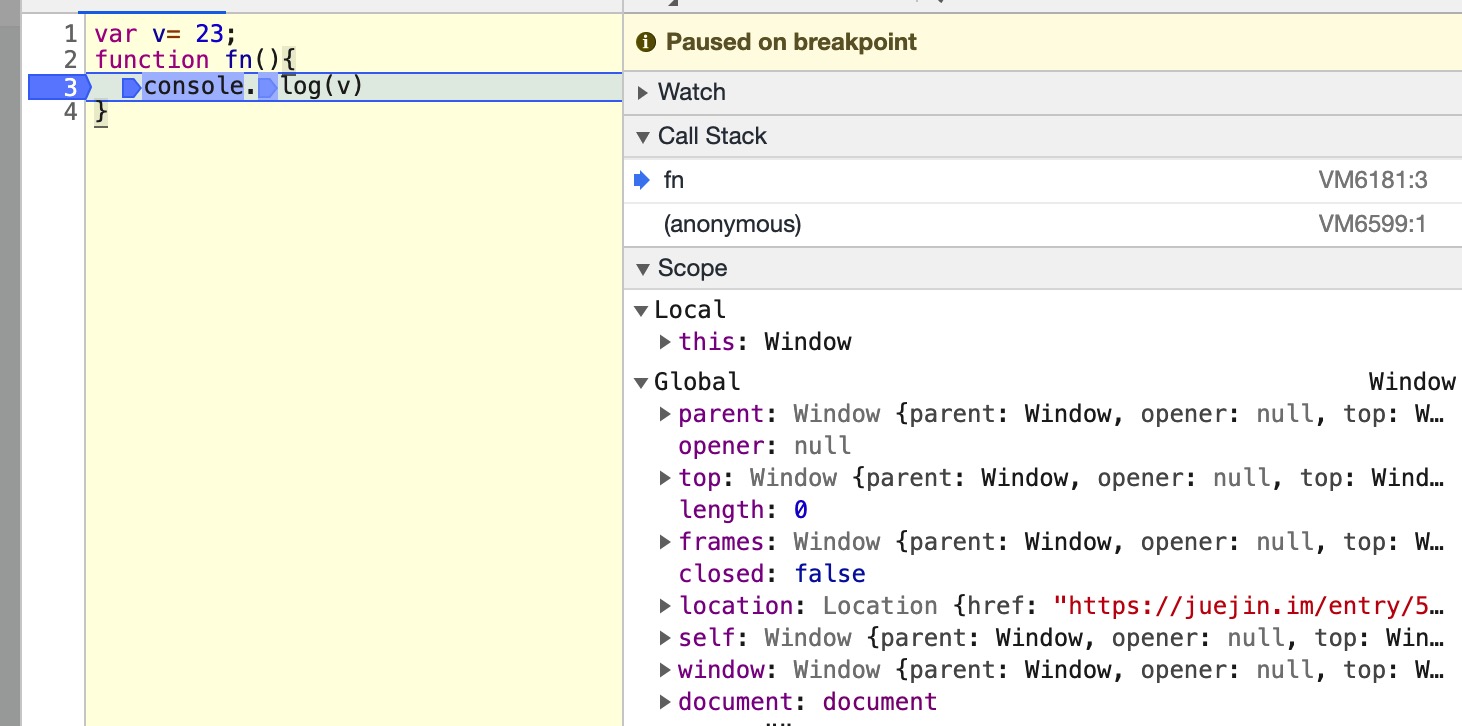 1 var v= 23;
2 function fn(){
3 console.log(v)
4 }
Paused on breakpoint
Watch
Call Stack
fn VM6181:3
(anonymous) VM6599:1
Scope
Local
this: Window
Global Window
parent: Window {parent: Window, opener: null, top: W…
opener: null
top: Window {parent: Window, opener: null, top: Wind…
length: 0
frames: Window {parent: Window, opener: null, top: W…
closed: false
location: Location {href: "https://juejin.im/entry/5…
self: Window {parent: Window, opener: null, top: Win…
window: Window {parent: Window, opener: null, top: W…
document: document